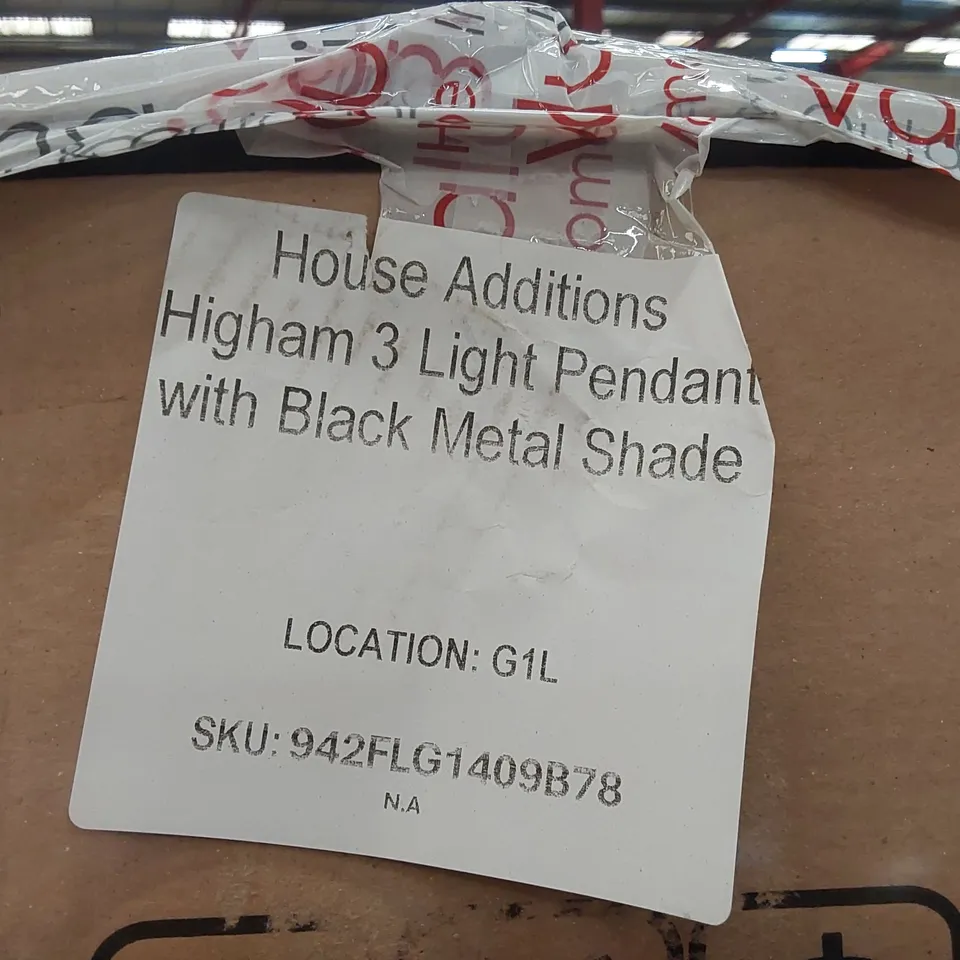 House Additions
Higham 3 Light Pendant
with Black Metal Shade
LOCATION: G1L
SKU: 942FLG1409B78
N.A